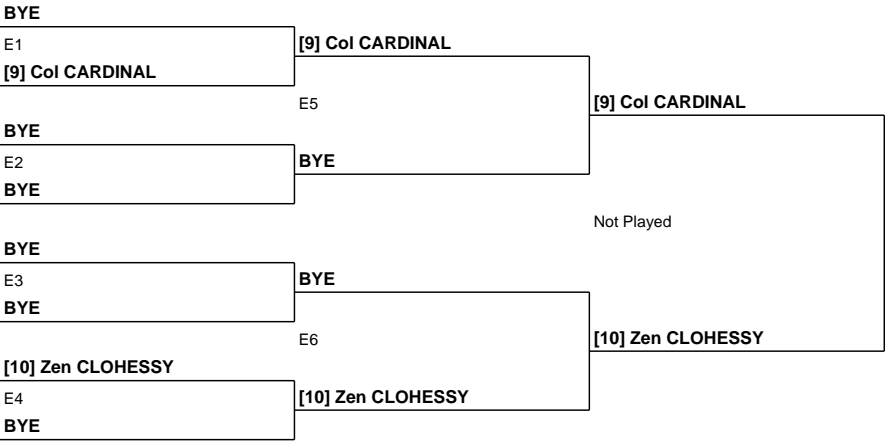 BYE
E1
[9] Col CARDINAL
[9] Col CARDINAL
E5
[9] Col CARDINAL
BYE
E2
BYE
BYE
Not Played
BYE
E3
BYE
BYE
E6
[10] Zen CLOHESSY
[10] Zen CLOHESSY
E4
[10] Zen CLOHESSY
BYE